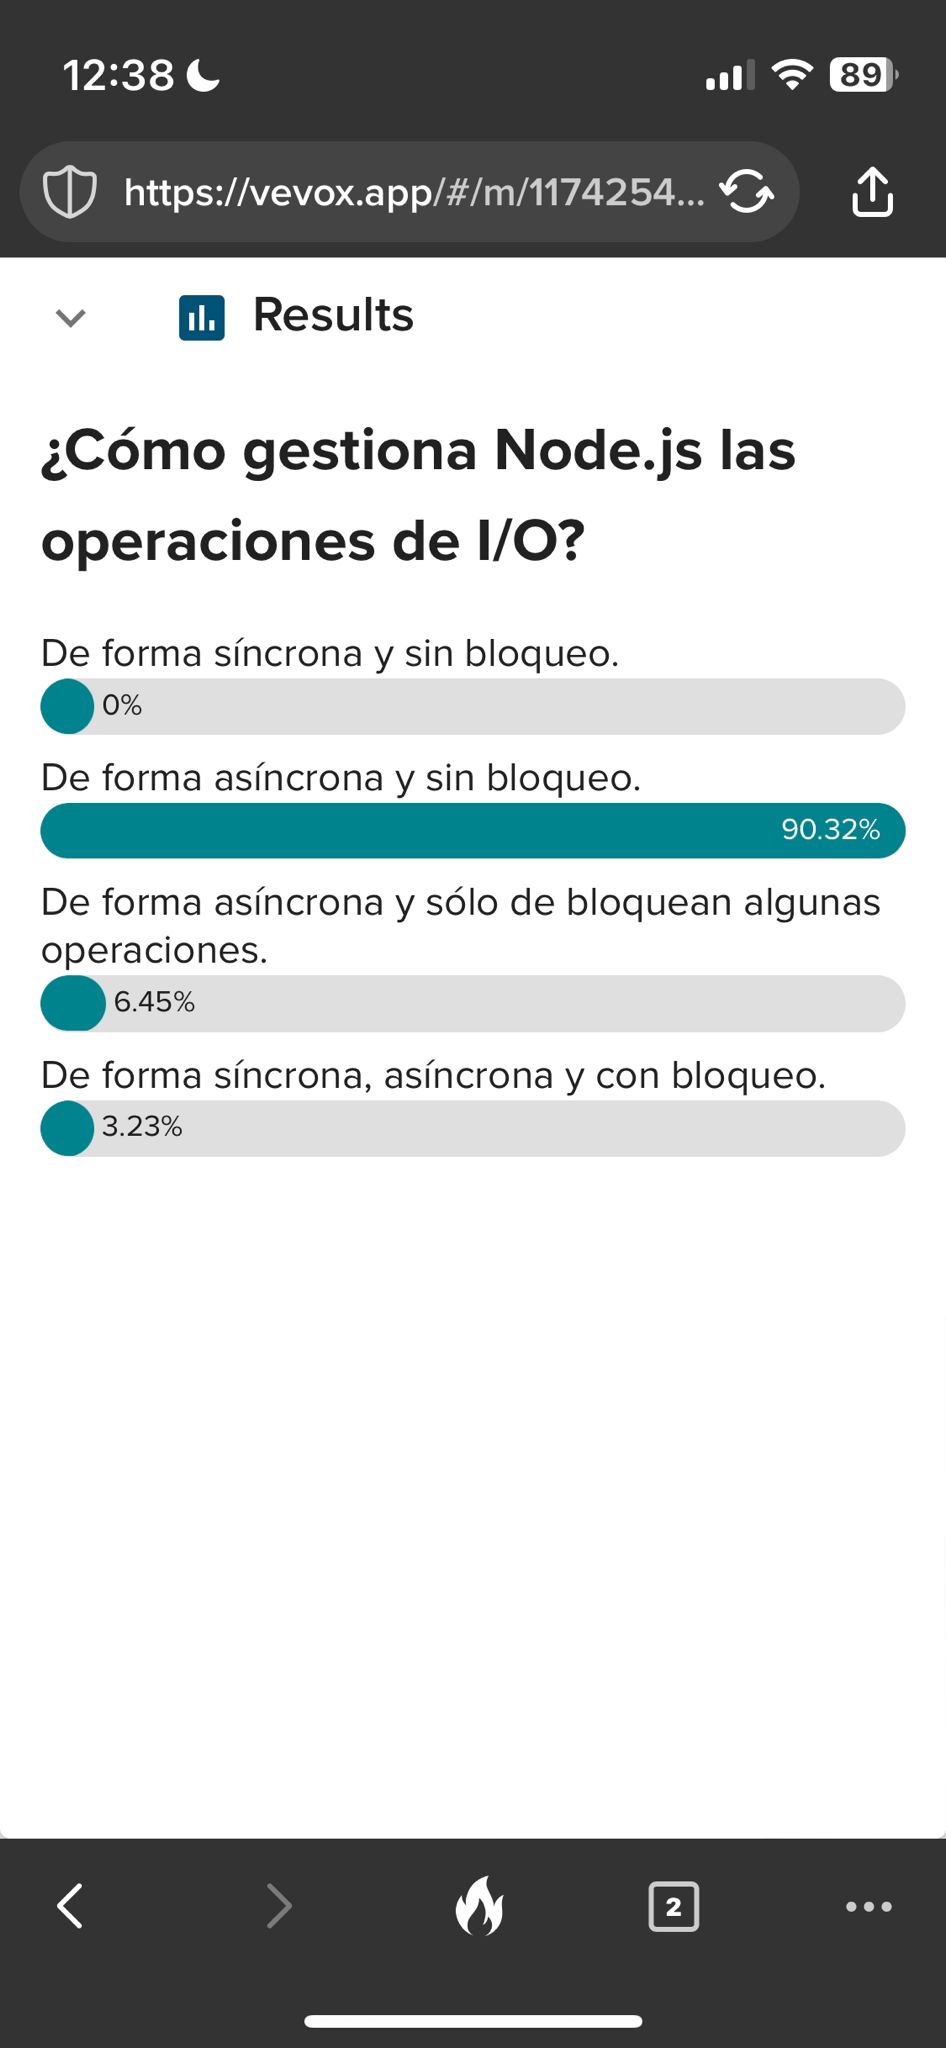 12:38
89
https://vevox.app/#/m/1174254...
Results
¿Cómo gestiona Node.js las
operaciones de I/O?
De forma síncrona y sin bloqueo.
0%
De forma asíncrona y sin bloqueo.
90.32%
De forma asíncrona y sólo de bloquean algunas
operaciones.
6.45%
De forma síncrona, asíncrona y con bloqueo.
3.23%
2